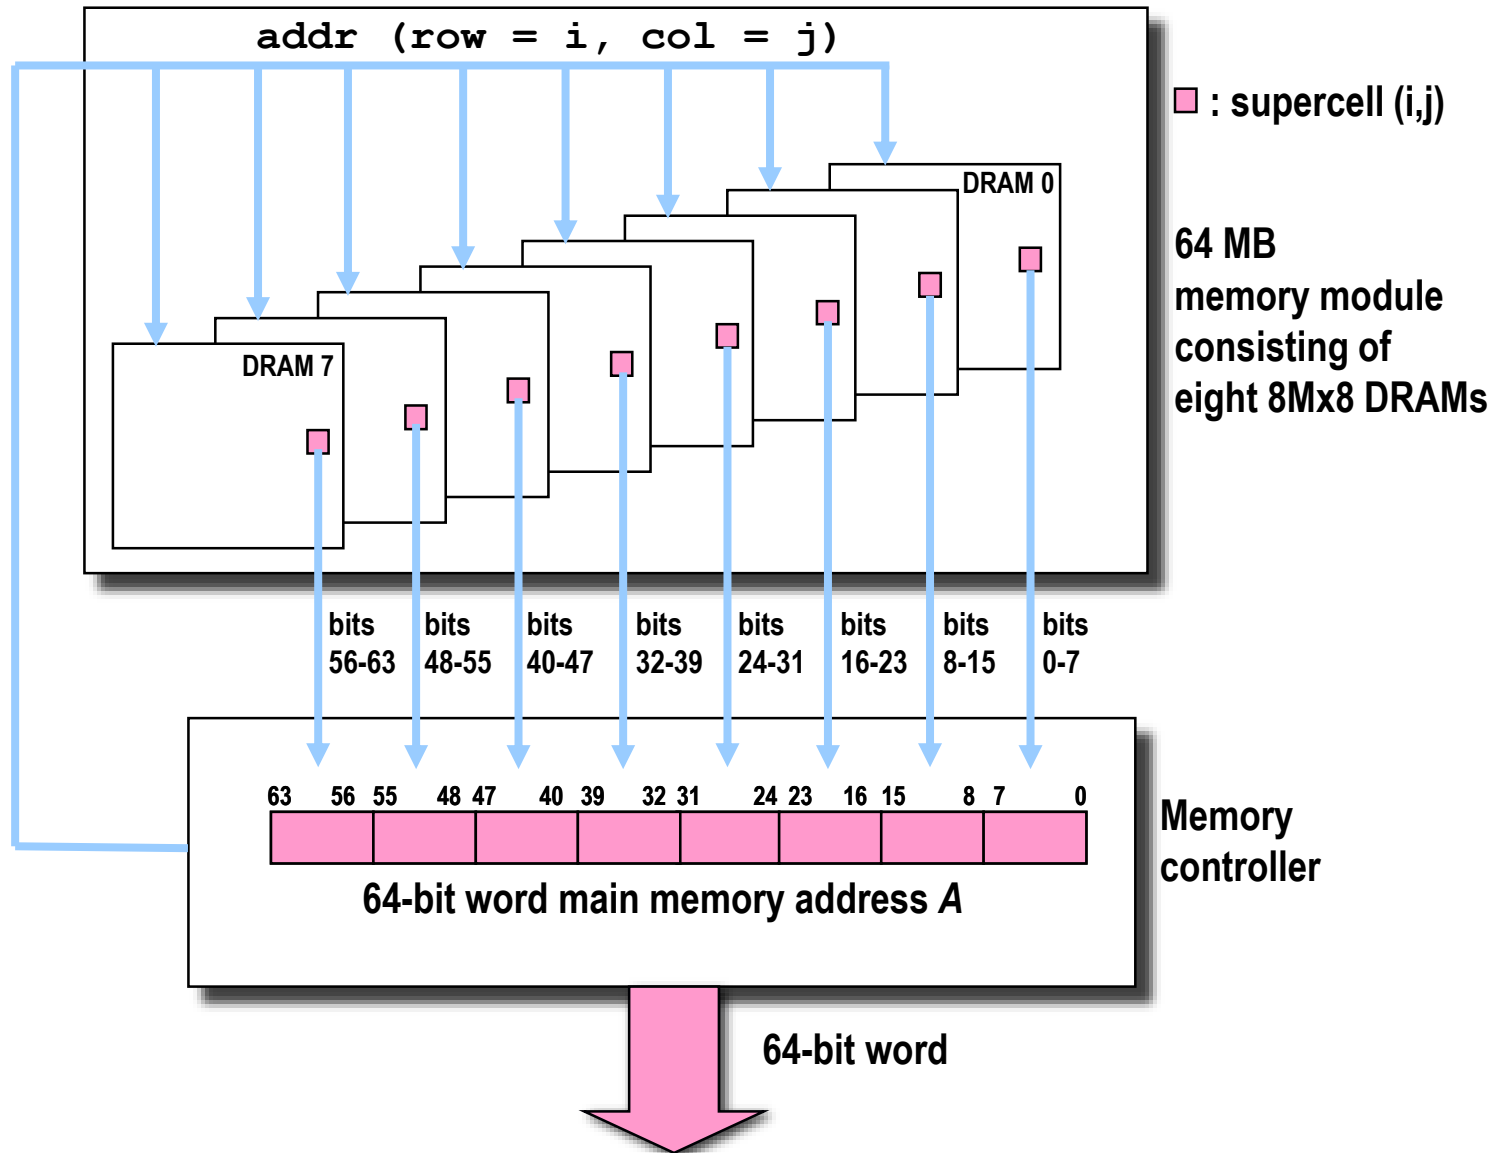 addr (row = i, col = j)
: supercell (i,j)
DRAM 0
64 MB
memory module
consisting of
eight 8Mx8 DRAMs
DRAM 7
bits
56-63
bits
48-55
bits
40-47
bits
32-39
bits
24-31
bits
16-23
bits
8-15
bits
0-7
63 56 55 48 47 40 39 32 31 24 23 16 15 8 7 0
Memory
controller
64-bit word main memory address A
64-bit word